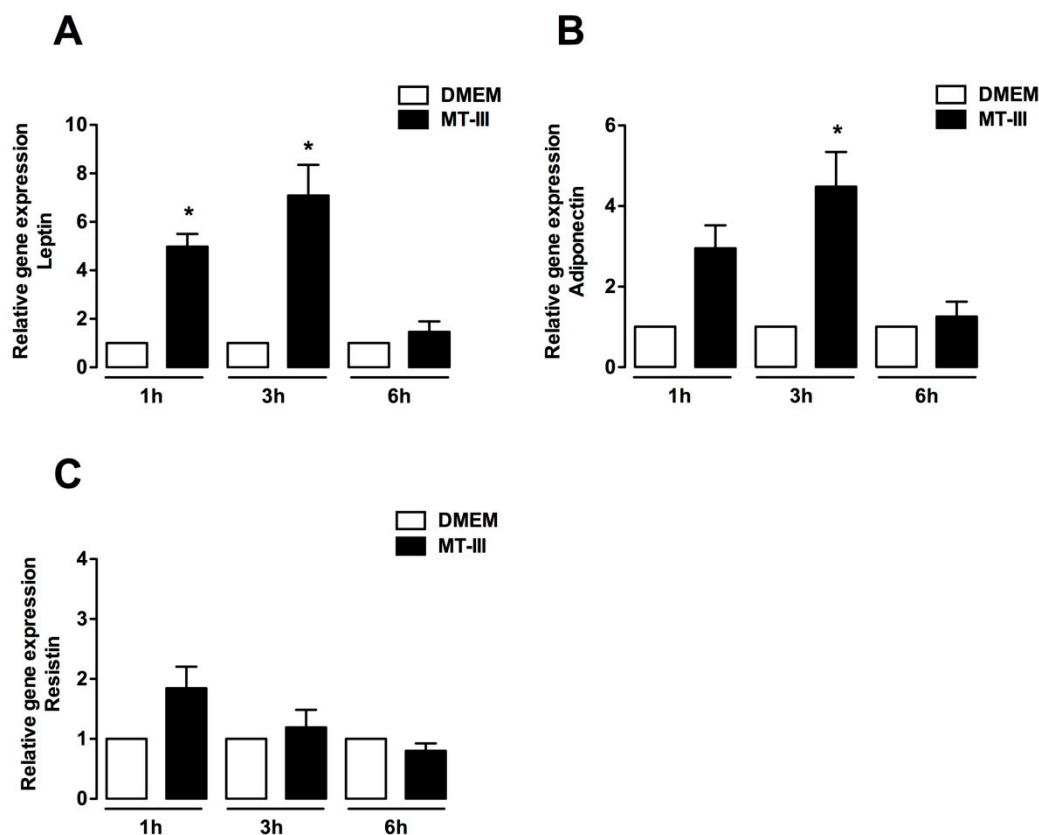 A
DMEM
MT-III
Relative gene expression
Leptin
10
8
6
4
2
0
*
*
1h
3h
6h
B
DMEM
MT-III
Relative gene expression
Adiponectin
6
4
2
0
*
1h
3h
6h
C
DMEM
MT-III
Relative gene expression
Resistin
4
3
2
1
0
1h
3h
6h